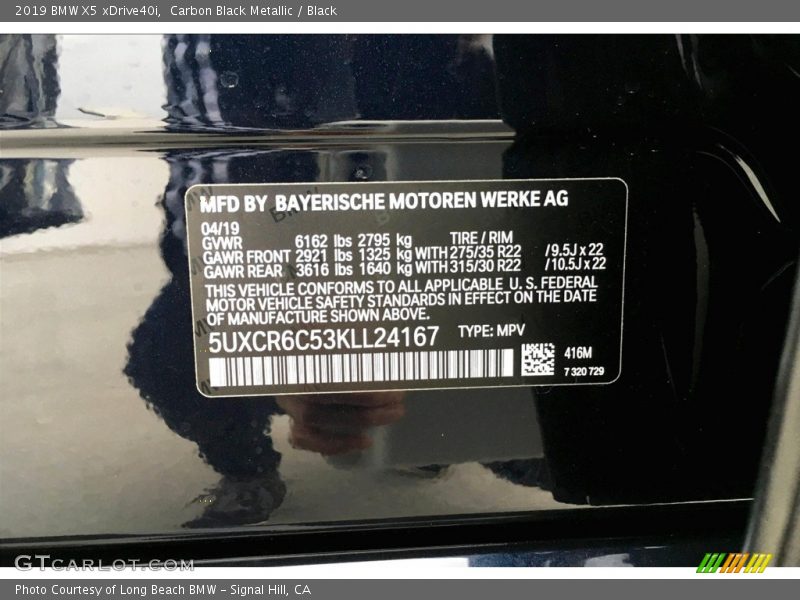 2019 BMW X5 xDrive40i,  Carbon Black Metallic / Black
MFD BY BAYERISCHE MOTOREN WERKE AG
04/19
GVWR 6162 lbs 2795 kg TIRE / RIM
GAWR FRONT 2921 lbs 1325 kg WITH 275/35 R22 /9.5J x 22
GAWR REAR 3616 lbs 1640 kg WITH 315/30 R22 /10.5J x 22
THIS VEHICLE CONFORMS TO ALL APPLICABLE U.S. FEDERAL
MOTOR VEHICLE SAFETY STANDARDS IN EFFECT ON THE DATE
OF MANUFACTURE SHOWN ABOVE.
5UXCR6C53KLL24167 TYPE: MPV
416M
7 320 729
GTCARLOT.COM
Photo Courtesy of Long Beach BMW - Signal Hill, CA